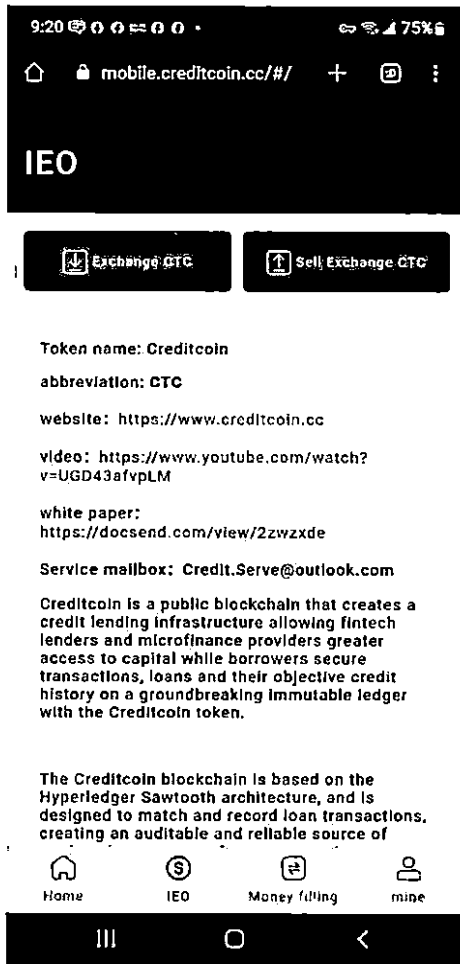 9:20
75%
mobile.creditcoin.cc/#/
IEO
Exchange CTC
Sell Exchange CTC
Token name: Creditcoin
abbreviation: CTC
website: https://www.creditcoin.cc
video: https://www.youtube.com/watch?
v=UGD43afvpLM
white paper:
https://docsend.com/view/2zwzxde
Service mailbox: Credit.Serve@outlook.com
Creditcoin is a public blockchain that creates a
credit lending infrastructure allowing fintech
lenders and microfinance providers greater
access to capital while borrowers secure
transactions, loans and their objective credit
history on a groundbreaking immutable ledger
with the Creditcoin token.
The Creditcoin blockchain is based on the
Hyperledger Sawtooth architecture, and is
designed to match and record loan transactions,
creating an auditable and reliable source of
Home
IEO
Money filling
mine